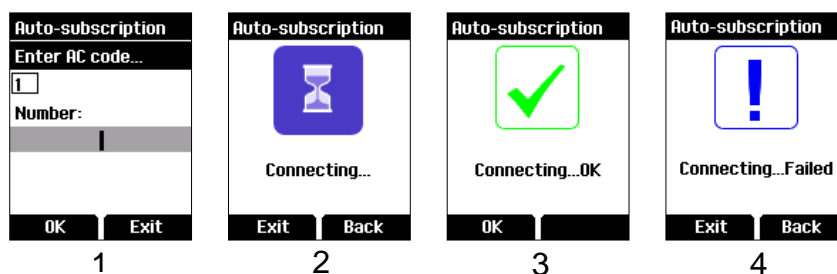 Auto-subscription
Enter AC code...
1
Number:
OK Exit
1
Auto-subscription
Connecting...
Exit Back
2
Auto-subscription
Connecting...OK
OK
3
Auto-subscription
!
Connecting...Failed
Exit Back
4